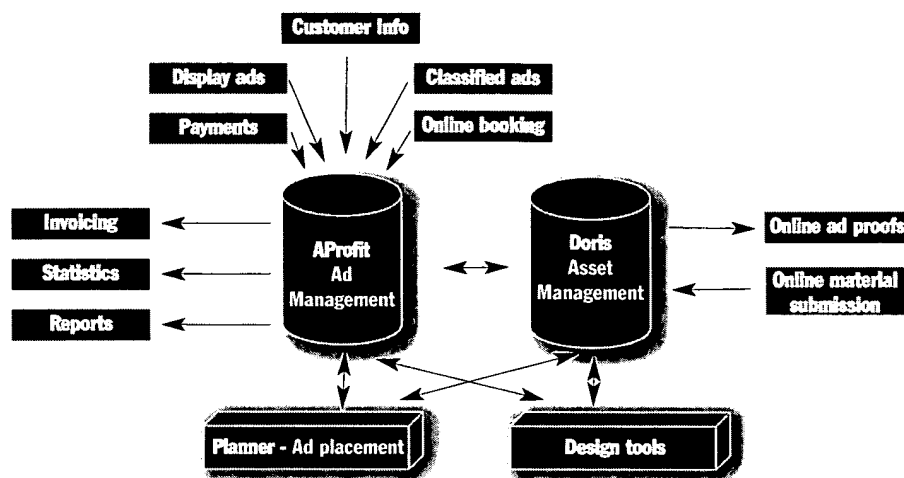 Customer Info
Display ads
Classified ads
Payments
Online booking
Invoicing
Statistics
Reports
AProfit
Ad
Management
Doris
Asset
Management
Online ad proofs
Online material
submission
Planner - Ad placement
Design tools